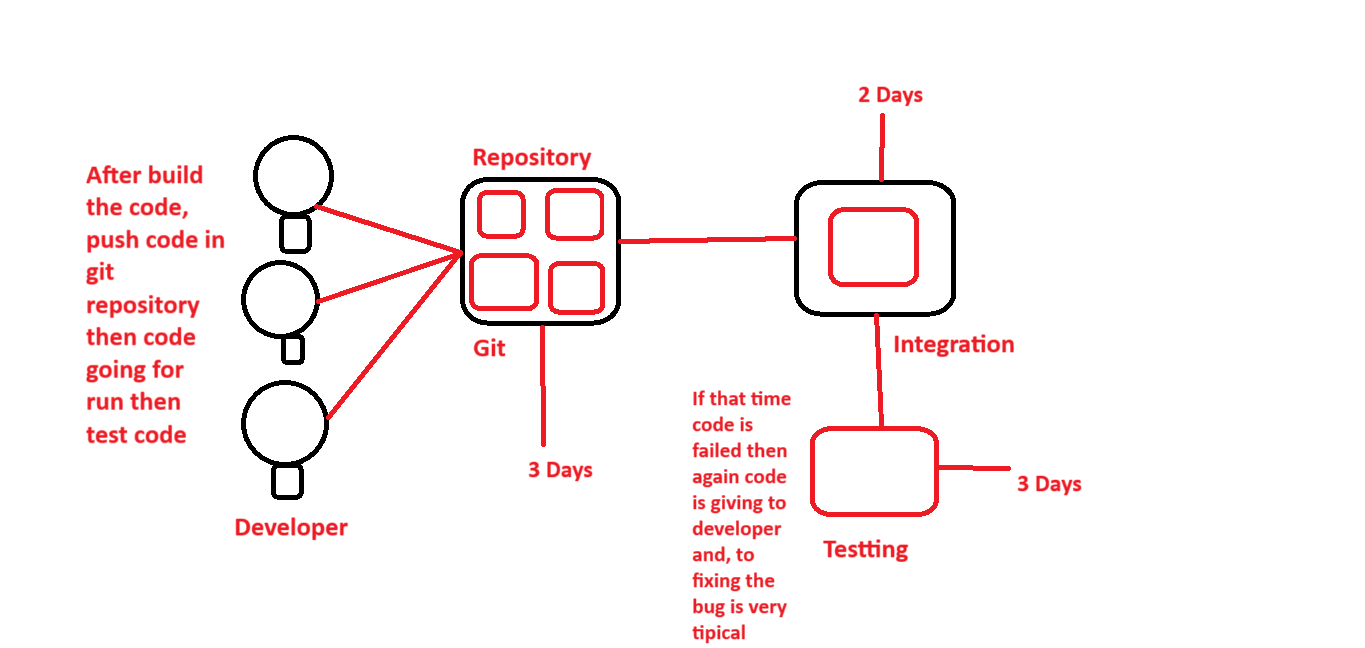 After build
the code,
push code in
git
repository
then code
going for
run then
test code
Developer
Repository
Git
3 Days
2 Days
Integration
If that time
code is
failed then
again code
is giving to
developer
and, to
fixing the
bug is very
tipical
Testting
3 Days